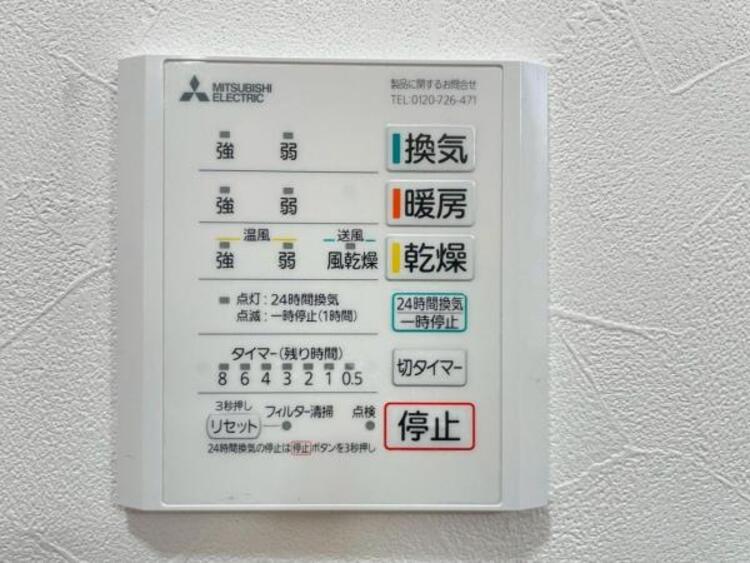 MITSUBISHI
ELECTRIC
製品に関するお問合せ
TEL:0120-726-471
強 弱 換気
強 弱 暖房
温風 送風
強 弱 風乾燥 乾燥
点灯:24時間換気
点滅:一時停止(1時間)
24時間換気
一時停止
タイマー(残り時間)
8 6 4 3 2 1 0.5
切タイマー
3秒押し
リセット フィルター清掃 点検
停止
24時間換気の停止は停止ボタンを3秒押し